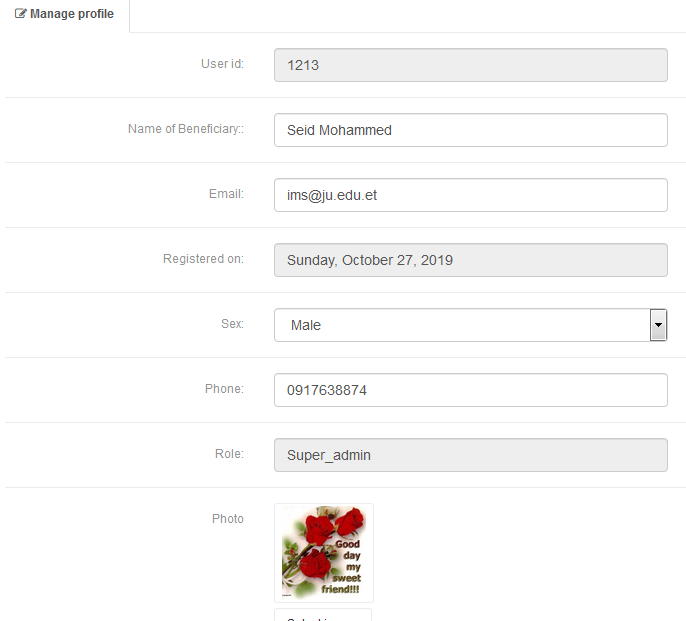 Manage profile
User id: 1213
Name of Beneficiary:: Seid Mohammed
Email: ims@ju.edu.et
Registered on: Sunday, October 27, 2019
Sex: Male
Phone: 0917638874
Role: Super_admin
Photo
Good
day
my
sweet
friend!!!